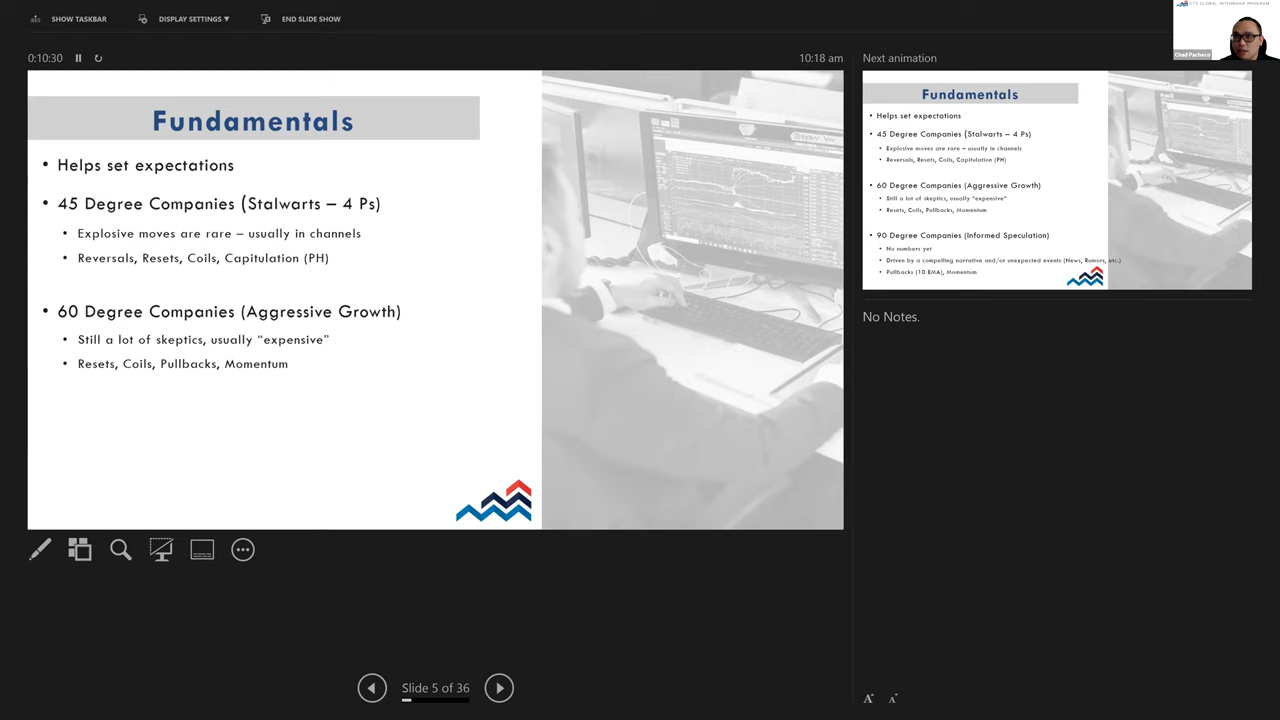 SHOW TASKBAR
DISPLAY SETTINGS ▼
END SLIDE SHOW
CTS GLOBAL INTERNSHIP PROGRAM
Chad Pacheco
0:10:30
10:18 am
Next animation
Fundamentals
• Helps set expectations
• 45 Degree Companies (Stalwarts – 4 Ps)
• Explosive moves are rare – usually in channels
• Reversals, Resets, Coils, Capitulation (PH)
• 60 Degree Companies (Aggressive Growth)
• Still a lot of skeptics, usually “expensive”
• Resets, Coils, Pullbacks, Momentum
Fundamentals
• Helps set expectations
• 45 Degree Companies (Stalwarts – 4 Ps)
• Explosive moves are rare – usually in channels
• Reversals, Resets, Coils, Capitulation (PH)
• 60 Degree Companies (Aggressive Growth)
• Still a lot of skeptics, usually “expensive”
• Resets, Coils, Pullbacks, Momentum
• 90 Degree Companies (Informed Speculation)
• No numbers yet
• Driven by a compelling narrative and/or unexpected events (News, Rumors, etc.)
• Pullbacks (10 EMA), Momentum
No Notes.
Slide 5 of 36
A A